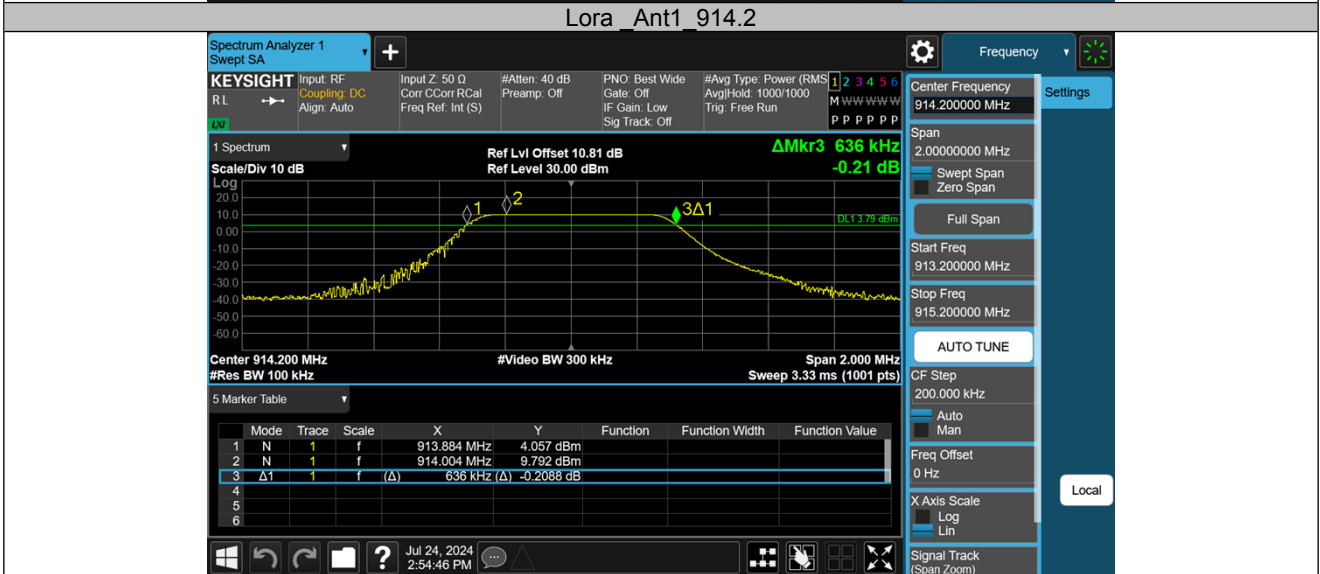 Lora _Ant1_914.2
Spectrum Analyzer 1
Swept SA
+
Frequency
KEYSIGHT
RL
LXI
Input: RF
Coupling: DC
Align: Auto
Input Z: 50 Ω
Corr CCorr RCal
Freq Ref: Int (S)
#Atten: 40 dB
Preamp: Off
PNO: Best Wide
Gate: Off
IF Gain: Low
Sig Track: Off
#Avg Type: Power (RMS
Avg|Hold: 1000/1000
Trig: Free Run
1 2 3 4 5 6
M W W W W W
P P P P P P
1 Spectrum
Scale/Div 10 dB
Ref Lvl Offset 10.81 dB
Ref Level 30.00 dBm
ΔMkr3 636 kHz
-0.21 dB
Log
20.0
10.0
0.00
-10.0
-20.0
-30.0
-40.0
-50.0
-60.0
1
2
3Δ1
DL1 3.79 dBm
Center 914.200 MHz
#Video BW 300 kHz
Span 2.000 MHz
#Res BW 100 kHz
Sweep 3.33 ms (1001 pts)
5 Marker Table
Mode Trace Scale X Y Function Function Width Function Value
1 N 1 f 913.884 MHz 4.057 dBm
2 N 1 f 914.004 MHz 9.792 dBm
3 Δ1 1 f (Δ) 636 kHz (Δ) -0.2088 dB
4
5
6
?
Jul 24, 2024
2:54:46 PM
Center Frequency
914.200000 MHz
Settings
Span
2.00000000 MHz
Swept Span
Zero Span
Full Span
Start Freq
913.200000 MHz
Stop Freq
915.200000 MHz
AUTO TUNE
CF Step
200.000 kHz
Auto
Man
Freq Offset
0 Hz
Local
X Axis Scale
Log
Lin
Signal Track
(Span Zoom)